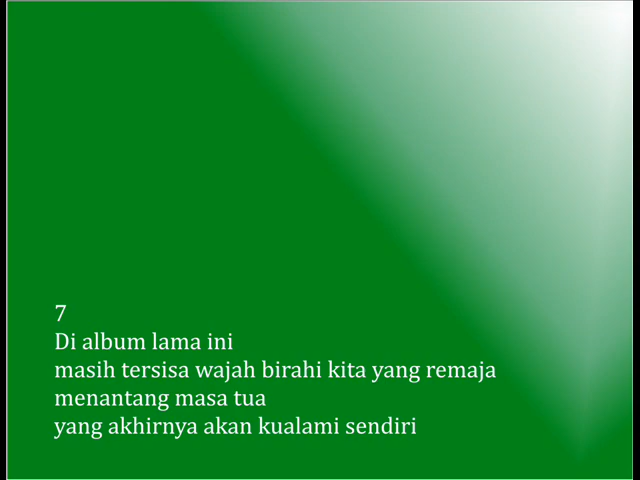 7
Di album lama ini
masih tersisa wajah birahi kita yang remaja
menantang masa tua
yang akhirnya akan kualami sendiri